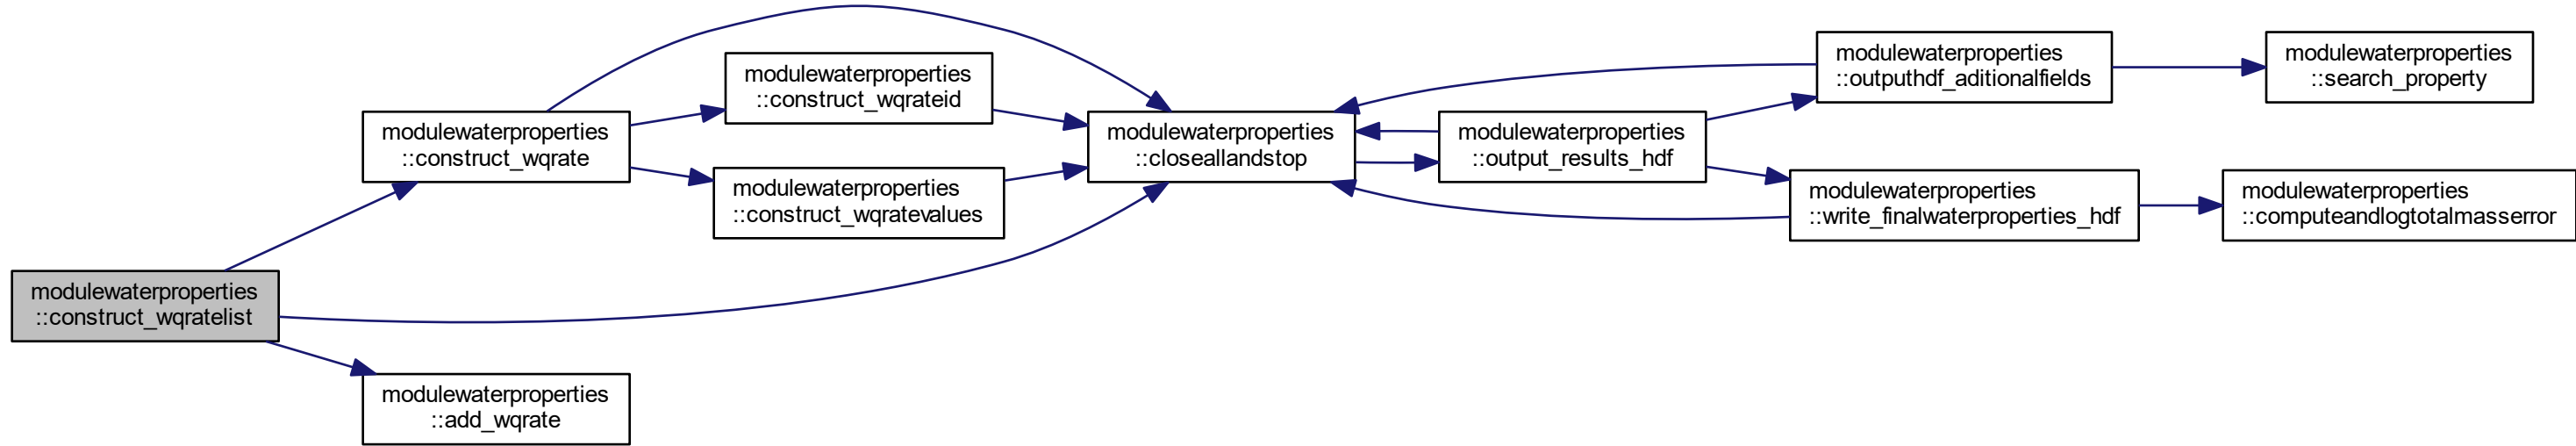 modulewaterproperties
::construct_wqratelist
modulewaterproperties
::construct_wqrate
modulewaterproperties
::construct_wqrateid
modulewaterproperties
::construct_wqratevalues
modulewaterproperties
::closeallandstop
modulewaterproperties
::output_results_hdf
modulewaterproperties
::outputhdf_aditionalfields
modulewaterproperties
::search_property
modulewaterproperties
::write_finalwaterproperties_hdf
modulewaterproperties
::computeandlogtotalmasserror
modulewaterproperties
::add_wqrate